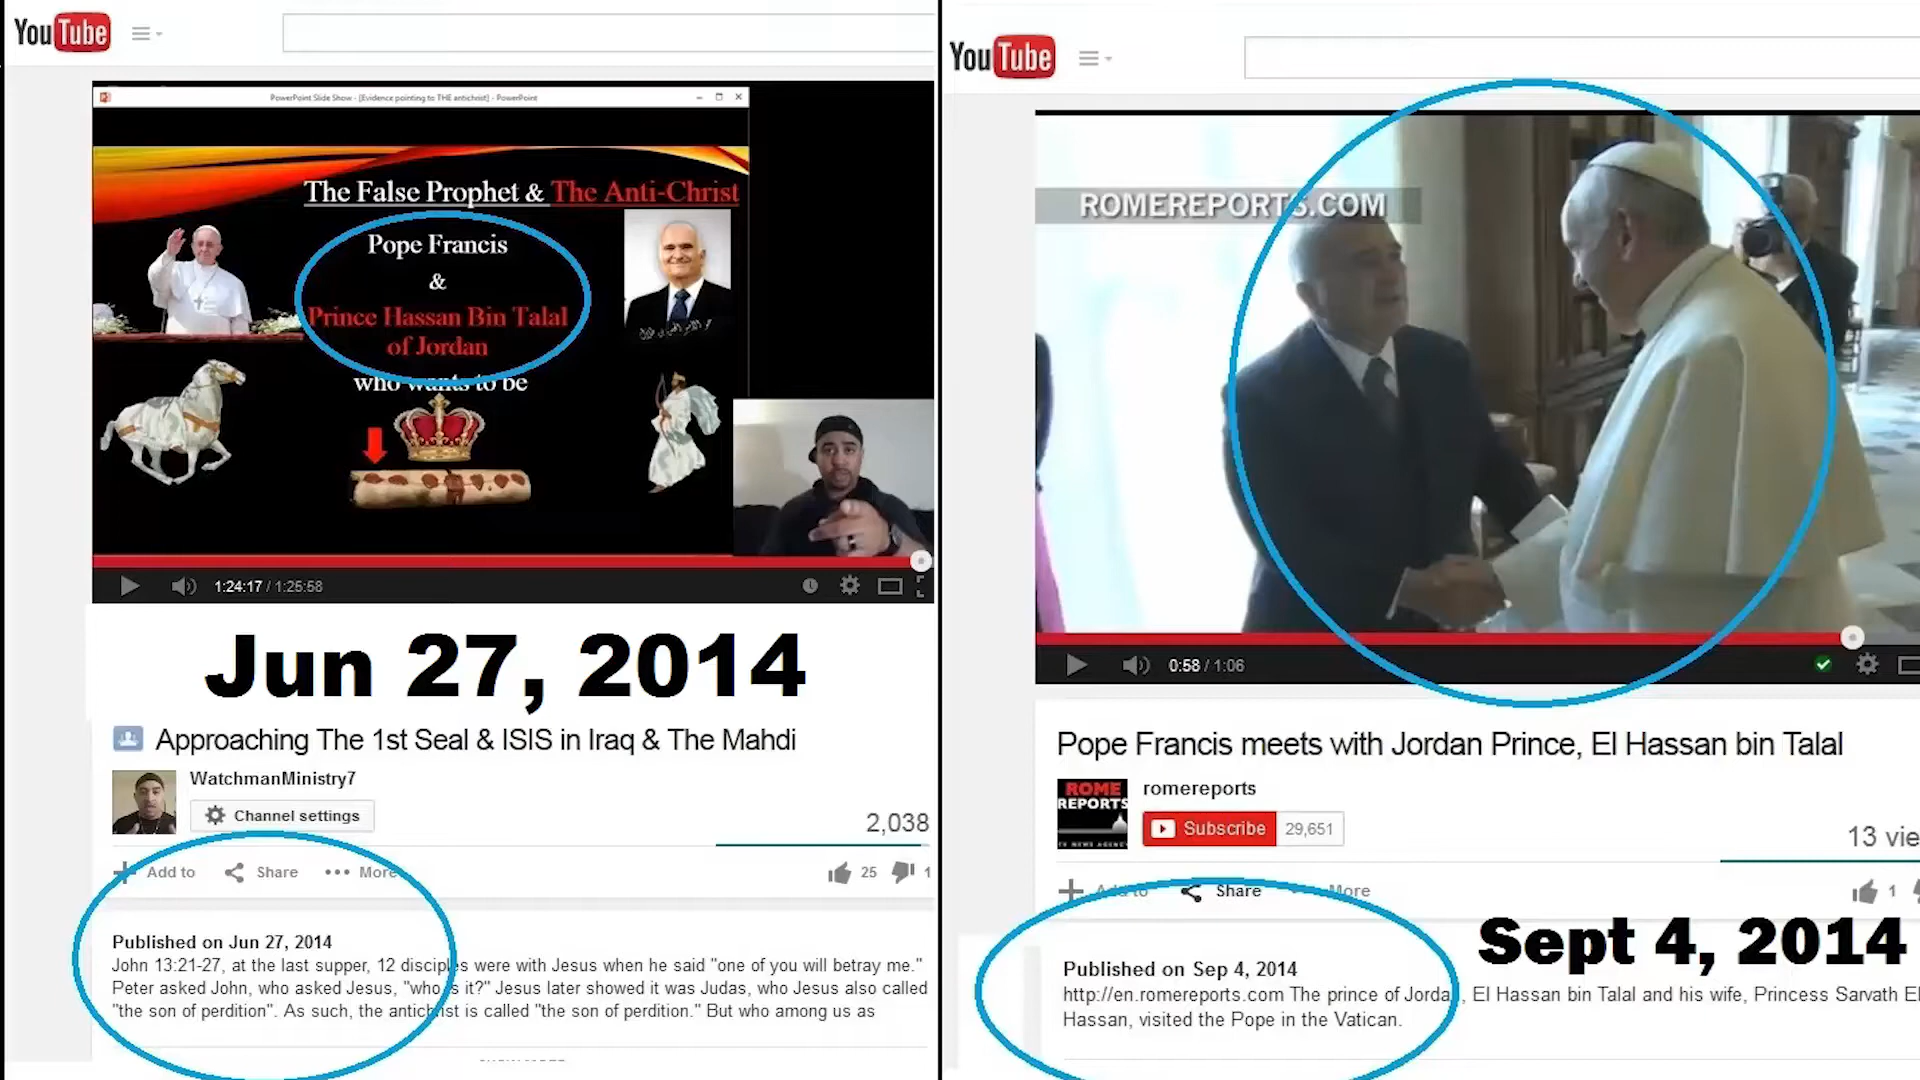 YouTube
PowerPoint Slide Show - [Evidence pointing to THE antichrist] - PowerPoint
The False Prophet & The Anti-Christ
Pope Francis
&
Prince Hassan Bin Talal
of Jordan
who wants to be
1:24:17 / 1:25:58
Jun 27, 2014
Approaching The 1st Seal & ISIS in Iraq & The Mahdi
WatchmanMinistry7
Channel settings
2,038
Add to Share More 25 1
Published on Jun 27, 2014
John 13:21-27, at the last supper, 12 disciples were with Jesus when he said "one of you will betray me."
Peter asked John, who asked Jesus, "who is it?" Jesus later showed it was Judas, who Jesus also called
"the son of perdition". As such, the antichrist is called "the son of perdition." But who among us as
YouTube
ROMEREPORTS.COM
0:58 / 1:06
Pope Francis meets with Jordan Prince, El Hassan bin Talal
ROME
REPORTS
romereports
Subscribe 29,651
13 vie
Add to Share More 1
Sept 4, 2014
Published on Sep 4, 2014
http://en.romereports.com The prince of Jordan, El Hassan bin Talal and his wife, Princess Sarvath El
Hassan, visited the Pope in the Vatican.